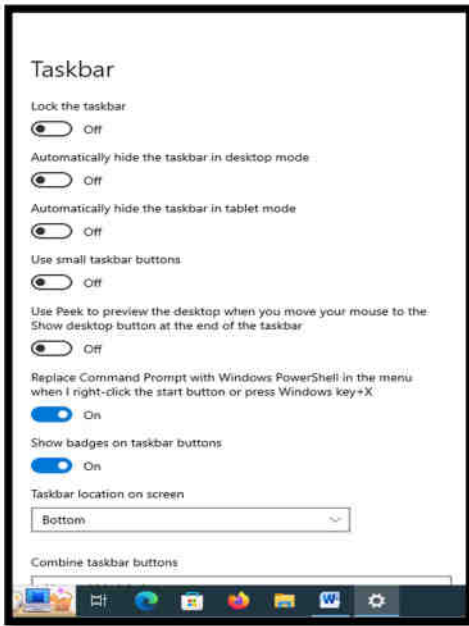 Taskbar
Lock the taskbar
Off
Automatically hide the taskbar in desktop mode
Off
Automatically hide the taskbar in tablet mode
Off
Use small taskbar buttons
Off
Use Peek to preview the desktop when you move your mouse to the
Show desktop button at the end of the taskbar
Off
Replace Command Prompt with Windows PowerShell in the menu
when I right-click the start button or press Windows key+X
On
Show badges on taskbar buttons
On
Taskbar location on screen
Bottom
Combine taskbar buttons
W